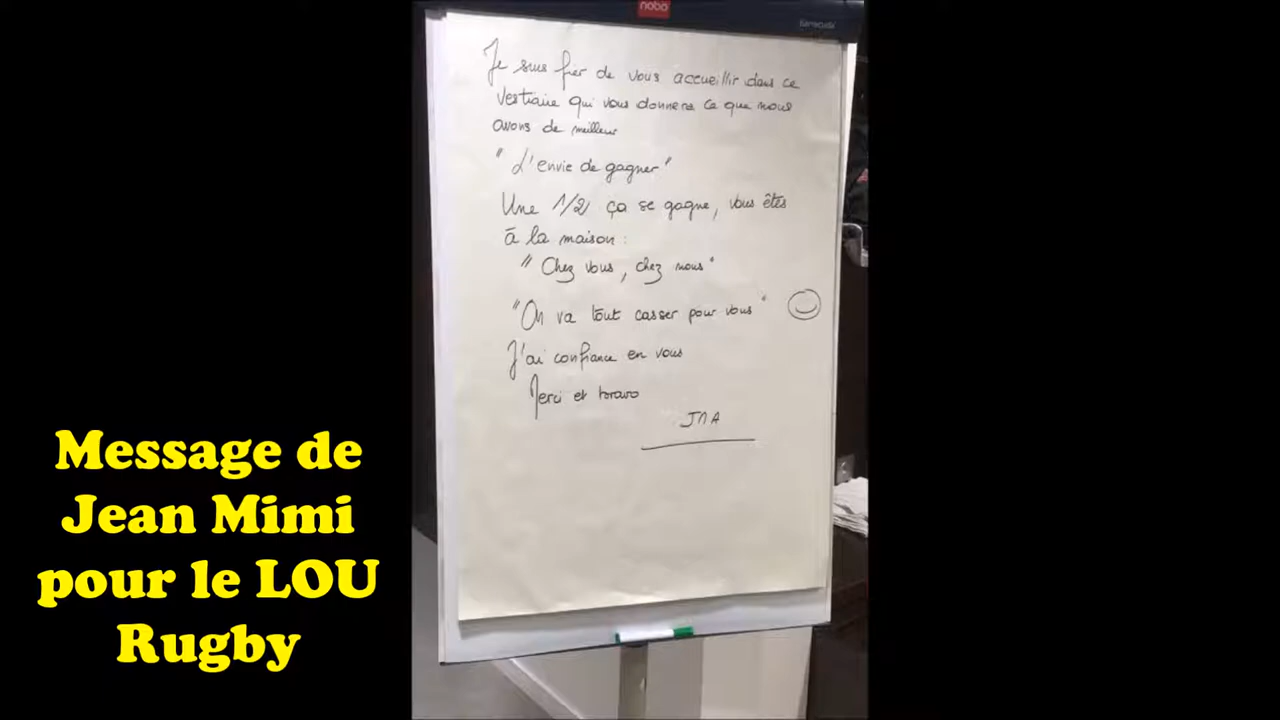 nobo
Barracuda
Je suis fier de vous accueillir dans ce
vestiaire qui vous donnera ce que nous
avons de meilleur
"L'envie de gagner"
Une 1/2 ça se gagne, vous êtes
à la maison :
"Chez vous, chez nous"
"On va tout casser pour vous"
J'ai confiance en vous
Merci et bravo
JMA
Message de
Jean Mimi
pour le LOU
Rugby